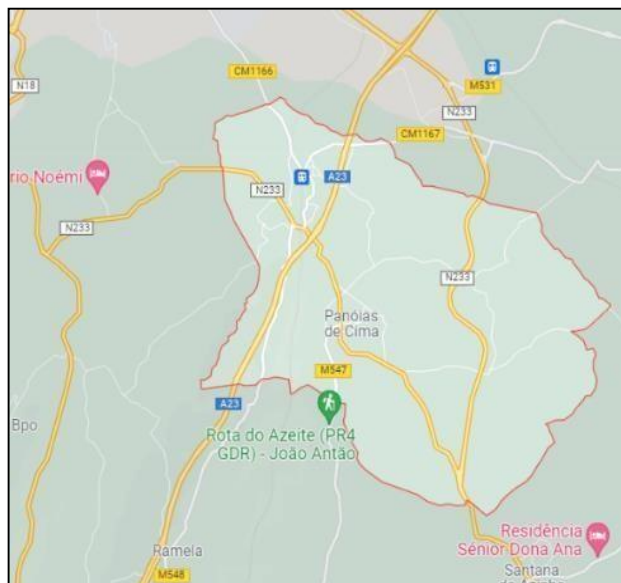 CM1166
M531
N18
N233
CM1167
rio Noémi
A23
N233
N233
N233
Panóias
de Cima
M547
A23
Rota do Azeite (PR4
GDR) - João Antão
Bpo
Residência
Sénior Dona Ana
Ramela
M548
Santana